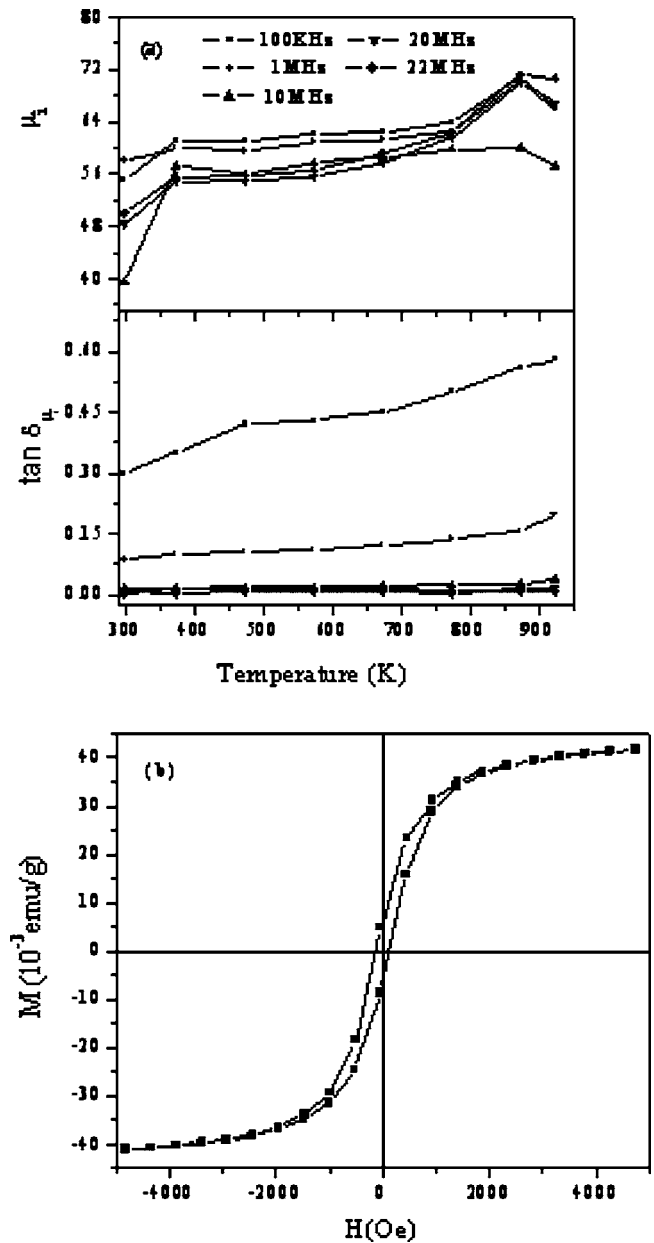 (a)
100KHz 20MHz
1MHz 22MHz
10MHz
80
72
64
56
48
40
μi
0.60
0.45
0.30
0.15
0.00
tan δμ
300 400 500 600 700 800 900
Temperature (K)
(b)
40
30
20
10
0
-10
-20
-30
-40
M (10⁻³emu/g)
-4000 -2000 0 2000 4000
H(Oe)